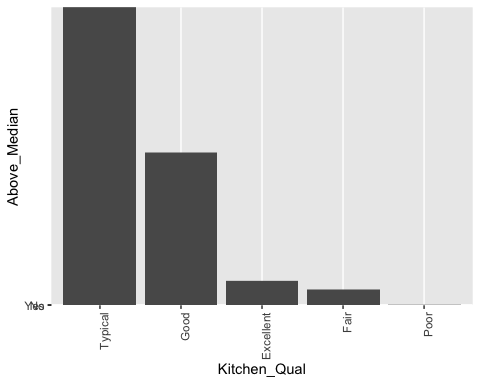 Above_Median
Yes
No
Typical
Good
Excellent
Fair
Poor
Kitchen_Qual